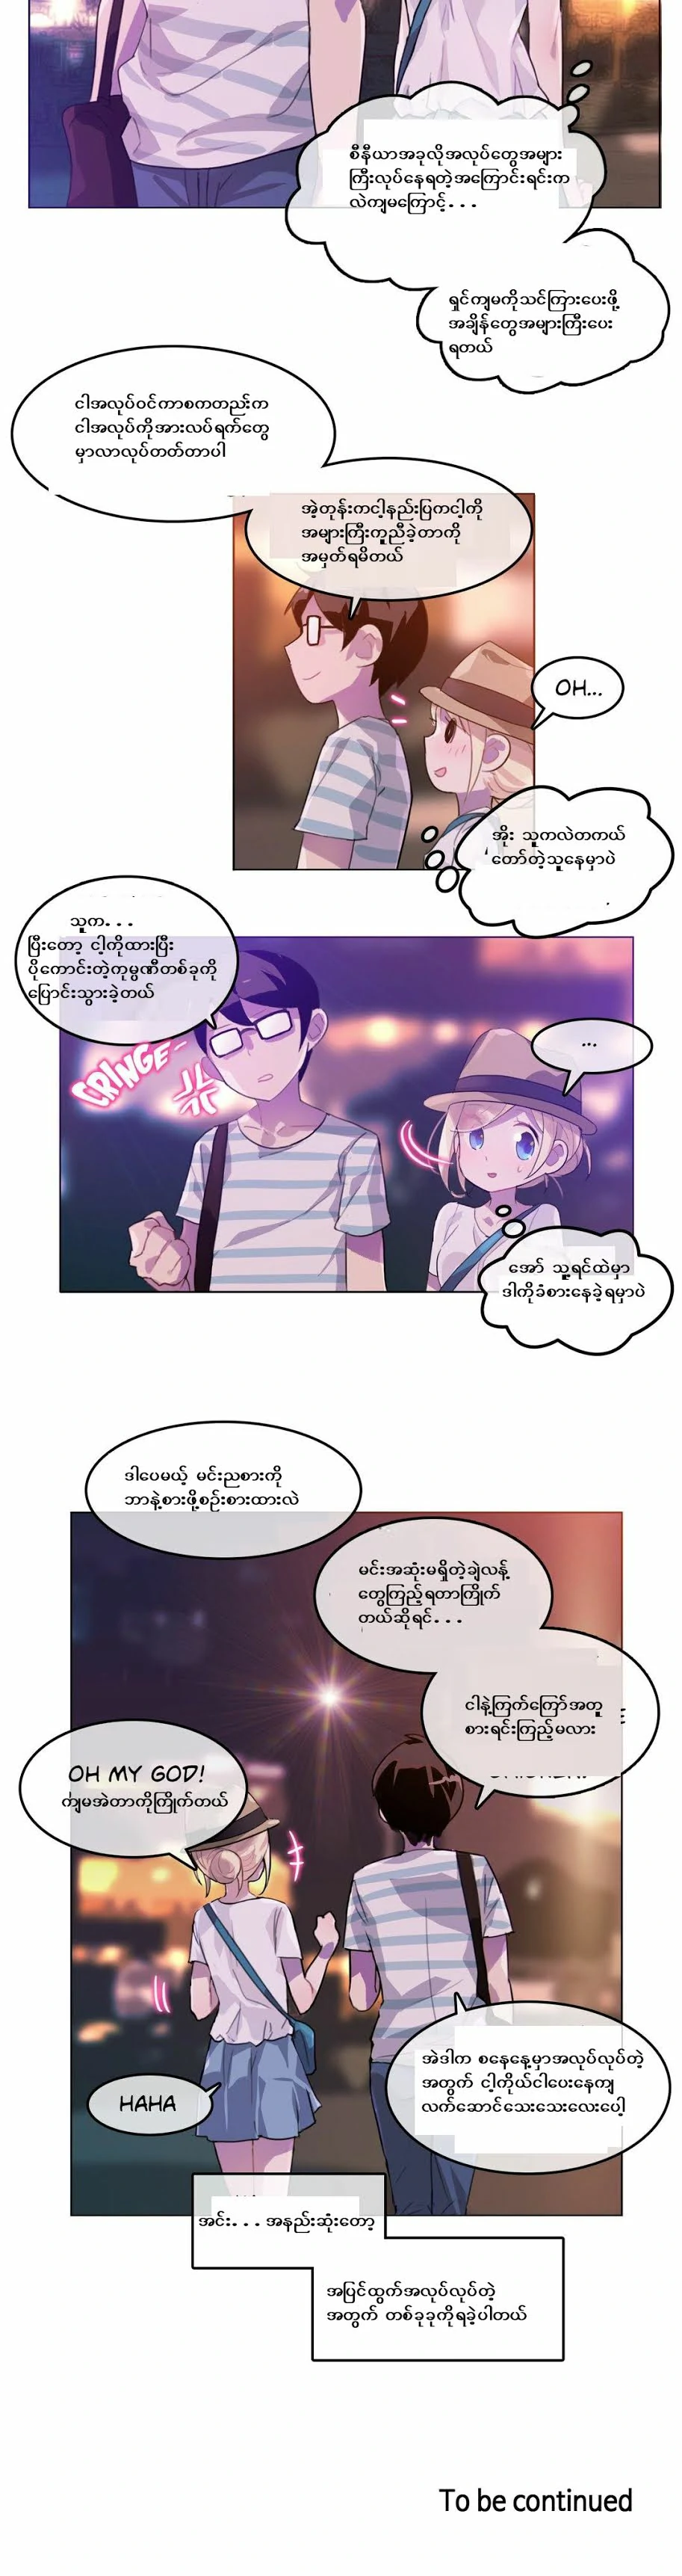 စီနီယာအခုလိုအလုပ်တွေအများ
ကြီးလုပ်နေရတဲ့အကြောင်းရင်းက
လဲကျမကြောင့်...
ရှင်ကျမကိုသင်ကြားပေးဖို့
အချိန်တွေအများကြီးပေး
ရတယ်
ငါအလုပ်ဝင်ကာစကတည်းက
ငါအလုပ်ကိုအားလပ်ရက်တွေ
မှာလာလုပ်တတ်တာပါ
အဲ့တုန်းကငါ့နည်းပြကငါ့ကို
အများကြီးကူညီခဲ့တာကို
အမှတ်ရမိတယ်
OH...
အိုး သူကလဲတကယ်
တော်တဲ့သူနေမှာပဲ
သူက...
ပြီးတော့ ငါ့ကိုထားပြီး
ပိုကောင်းတဲ့ကုမ္ပဏီတစ်ခုကို
ပြောင်းသွားခဲ့တယ်
CRINGE~
...
အော် သူ့ရင်ထဲမှာ
ဒါကိုခံစားနေခဲ့ရမှာပဲ
ဒါပေမယ့် မင်းညစားကို
ဘာနဲ့စားဖို့စဉ်းစားထားလဲ
မင်းအဆုံးမရှိတဲ့ချဲလန့်
တွေကြည့်ရတာကြိုက်
တယ်ဆိုရင်...
ငါနဲ့ကြက်ကြော်အတူ
စားရင်းကြည့်မလား
OH MY GOD!
ကျမအဲတာကိုကြိုက်တယ်
အဲဒါက စနေနေ့မှာအလုပ်လုပ်တဲ့
အတွက် ငါ့ကိုယ်ငါပေးနေကျ
လက်ဆောင်သေးသေးလေးပေါ့
HAHA
အင်း...အနည်းဆုံးတော့
အပြင်ထွက်အလုပ်လုပ်တဲ့
အတွက် တစ်ခုခုကိုရခဲ့ပါတယ်
To be continued